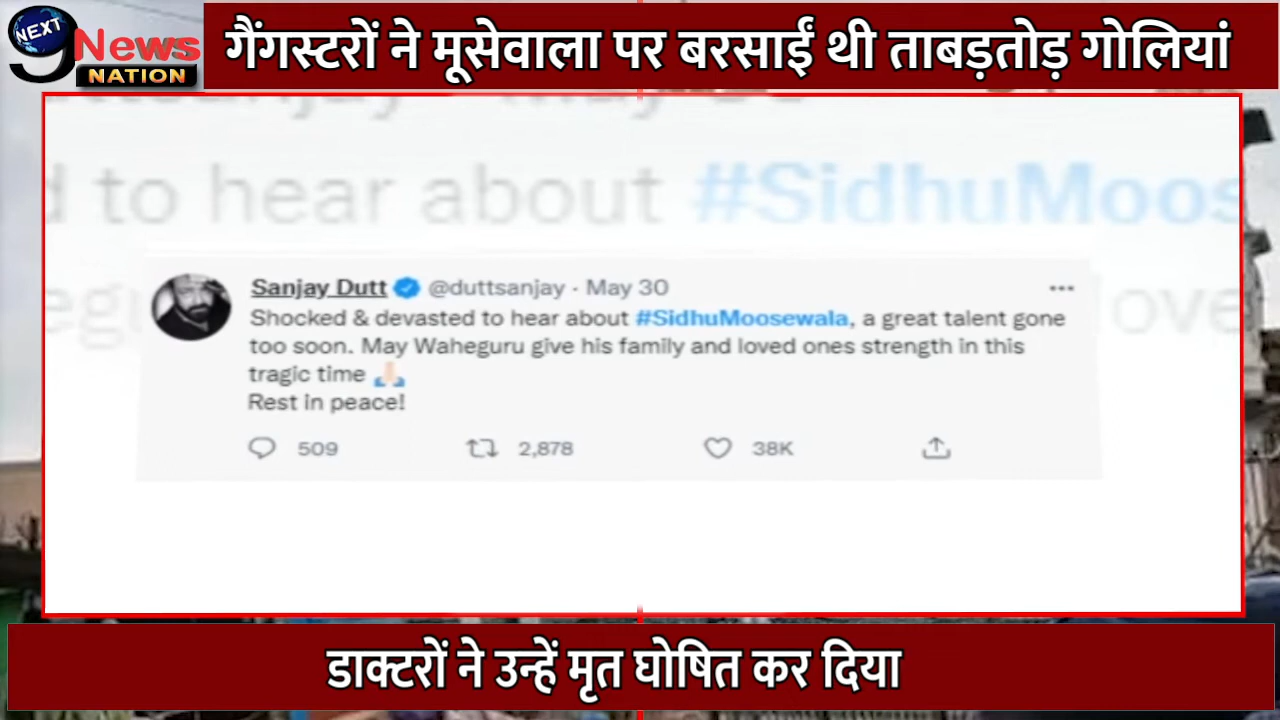 NEXT
9 News
NATION
गैंगस्टरों ने मूसेवाला पर बरसाईं थी ताबड़तोड़ गोलियां
d to hear about #SidhuMoos
love
Sanjay Dutt @duttsanjay · May 30
Shocked & devasted to hear about #SidhuMoosewala, a great talent gone
too soon. May Waheguru give his family and loved ones strength in this
tragic time 🙏🏻
Rest in peace!
509 2,878 38K
डाक्टरों ने उन्हें मृत घोषित कर दिया